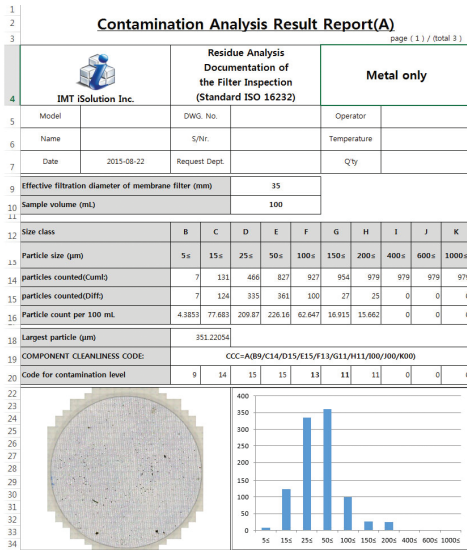 1
2
Contamination Analysis Result Report(A)
3
page ( 1 ) / (total 3 )
i
IMT iSolution Inc.
Residue Analysis
Documentation of
the Filter Inspection
(Standard ISO 16232)
Metal only
4
5 Model DWG. No. Operator
6 Name S/Nr. Temperature
7 Date 2015-08-22 Request Dept. Q'ty
9 Effective filtration diameter of membrane filter (mm) 35
10 Sample volume (mL) 100
11
12 Size class B C D E F G H I J K
13 Particle size (μm) 5≤ 15≤ 25≤ 50≤ 100≤ 150≤ 200≤ 400≤ 600≤ 1000≤
14 particles counted(Cuml:) 7 131 466 827 927 954 979 979 979 979
15 particles counted(Diff:) 7 124 335 361 100 27 25 0 0
16 Particle count per 100 mL 4.3853 77.683 209.87 226.16 62.647 16.915 15.662 0 0
18 Largest particle (μm) 351.22054
19 COMPONENT CLEANLINESS CODE: CCC=A(B9/C14/D15/E15/F13/G11/H11/I00/J00/K00)
20 Code for contamination level 9 14 15 15 13 11 11 0 0
22
23
24
25
26
27
28
29
30
31
32
33
34
400
350
300
250
200
150
100
50
0
5≤ 15≤ 25≤ 50≤ 100≤ 150≤ 200≤ 400≤ 600≤ 1000≤